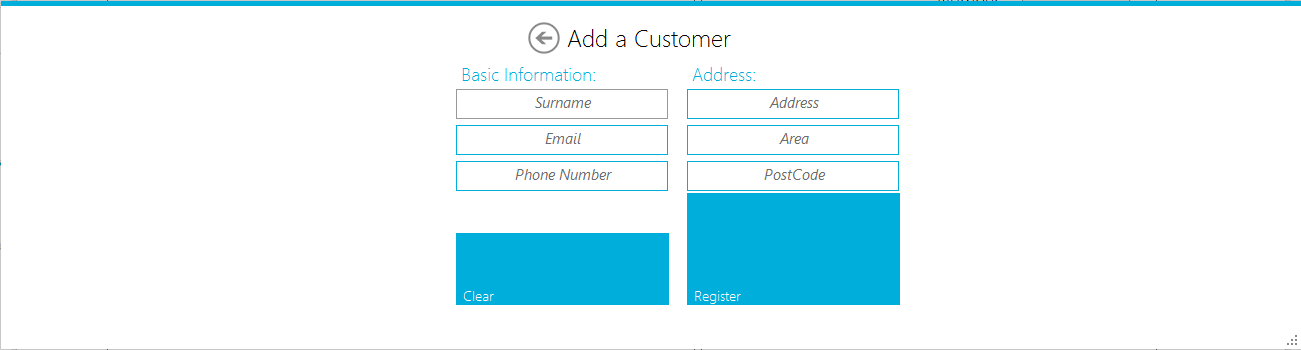 Add a Customer
Basic Information:
Surname
Email
Phone Number
Clear
Address:
Address
Area
PostCode
Register